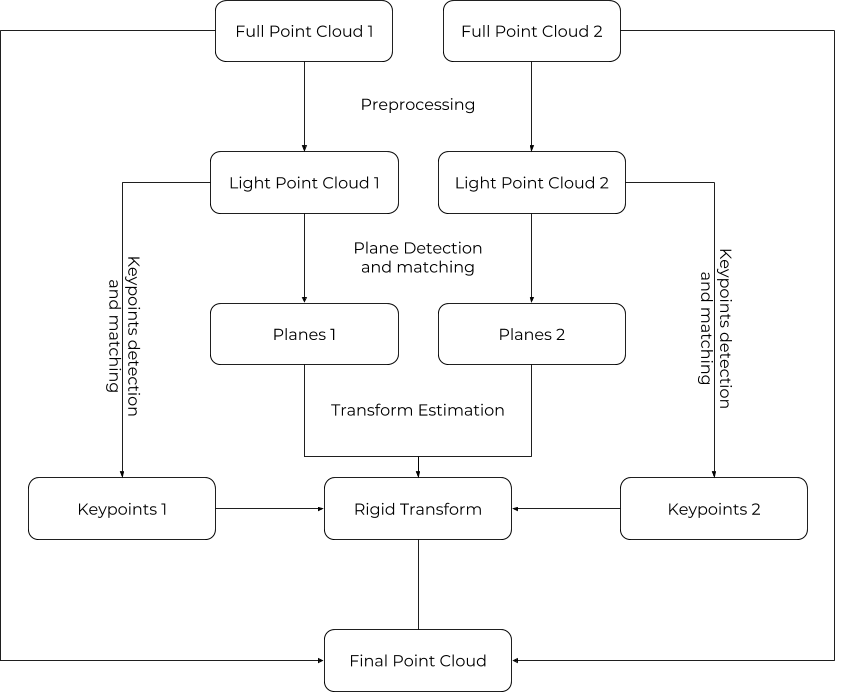 Full Point Cloud 1
Full Point Cloud 2
Preprocessing
Light Point Cloud 1
Light Point Cloud 2
Plane Detection
and matching
Keypoints detection
and matching
Keypoints detection
and matching
Planes 1
Planes 2
Transform Estimation
Keypoints 1
Rigid Transform
Keypoints 2
Final Point Cloud